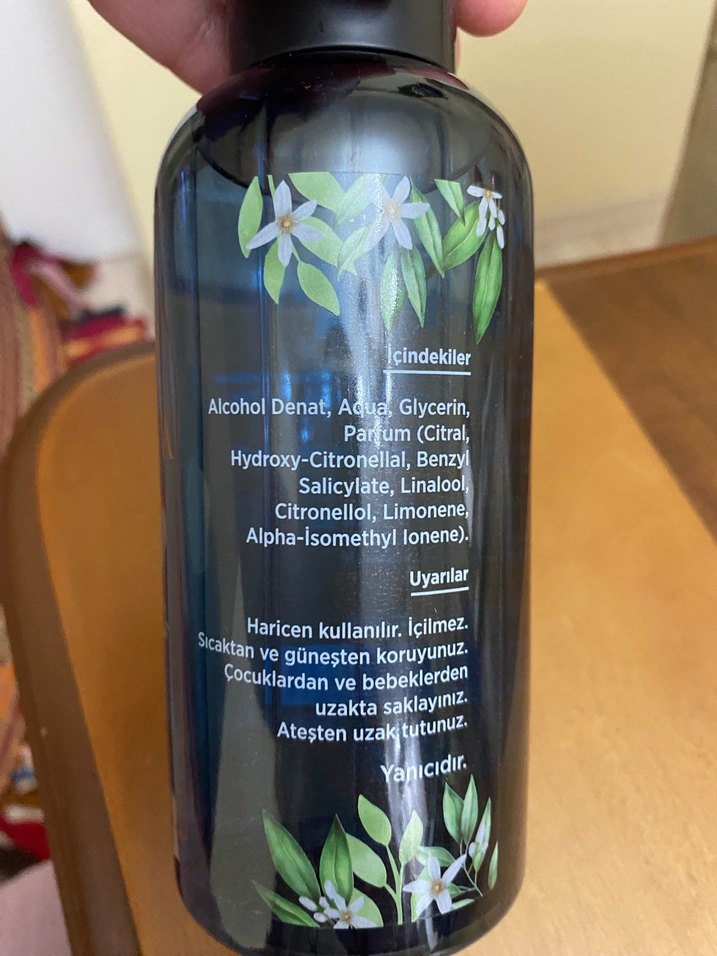 İçindekiler
Alcohol Denat, Aqua, Glycerin,
Parfum (Citral,
Hydroxy-Citronellal, Benzyl
Salicylate, Linalool,
Citronellol, Limonene,
Alpha-İsomethyl Ionene).
Uyarılar
Haricen kullanılır. İçilmez.
Sıcaktan ve güneşten koruyunuz.
Çocuklardan ve bebeklerden
uzakta saklayınız.
Ateşten uzak tutunuz.
Yanıcıdır.